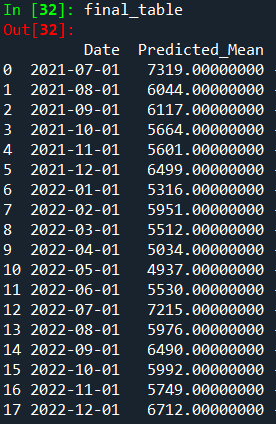 In [32]: final_table
Out[32]:
Date Predicted_Mean
0 2021-07-01 7319.00000000
1 2021-08-01 6044.00000000
2 2021-09-01 6117.00000000
3 2021-10-01 5664.00000000
4 2021-11-01 5601.00000000
5 2021-12-01 6499.00000000
6 2022-01-01 5316.00000000
7 2022-02-01 5951.00000000
8 2022-03-01 5512.00000000
9 2022-04-01 5034.00000000
10 2022-05-01 4937.00000000
11 2022-06-01 5530.00000000
12 2022-07-01 7215.00000000
13 2022-08-01 5976.00000000
14 2022-09-01 6490.00000000
15 2022-10-01 5992.00000000
16 2022-11-01 5749.00000000
17 2022-12-01 6712.00000000